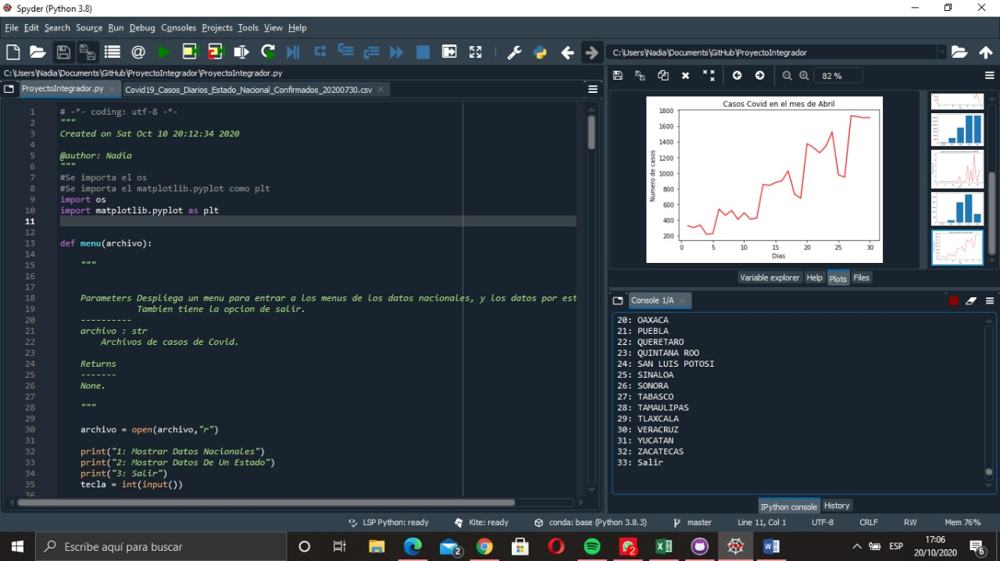 Spyder (Python 3.8)
File Edit Search Source Run Debug Consoles Projects Tools View Help
C:\Users\Nadia\Documents\GitHub\ProyectoIntegrador
C:\Users\Nadia\Documents\GitHub\ProyectoIntegrador\ProyectoIntegrador.py
ProyectoIntegrador.py
Covid19_Casos_Diarios_Estado_Nacional_Confirmados_20200730.csv
1 # -*- coding: utf-8 -*-
2 """
3 Created on Sat Oct 10 20:12:34 2020
4
5 @author: Nadia
6 """
7 #Se importa el os
8 #Se importa el matplotlib.pyplot como plt
9 import os
10 import matplotlib.pyplot as plt
11
12
13 def menu(archivo):
14
15 """
16
17
18 Parameters Despliega un menu para entrar a los menus de los datos nacionales, y los datos por est
19 Tambien tiene la opcion de salir.
20 ----------
21 archivo : str
22 Archivos de casos de Covid.
23
24 Returns
25 -------
26 None.
27
28 """
29
30 archivo = open(archivo,"r")
31
32 print("1: Mostrar Datos Nacionales")
33 print("2: Mostrar Datos De Un Estado")
34 print("3: Salir")
35 tecla = int(input())
36
82 %
Casos Covid en el mes de Abril
1800
1600
1400
1200
1000
800
600
400
200
Numero de casos
0 5 10 15 20 25 30
Dias
Variable explorer Help Plots Files
Console 1/A
20: OAXACA
21: PUEBLA
22: QUERETARO
23: QUINTANA ROO
24: SAN LUIS POTOSI
25: SINALOA
26: SONORA
27: TABASCO
28: TAMAULIPAS
29: TLAXCALA
30: VERACRUZ
31: YUCATAN
32: ZACATECAS
33: Salir
IPython console History
LSP Python: ready Kite: ready conda: base (Python 3.8.3) master Line 11, Col 1 UTF-8 CRLF RW Mem 76%
Escribe aquí para buscar
2
2
ESP
17:06
20/10/2020
6